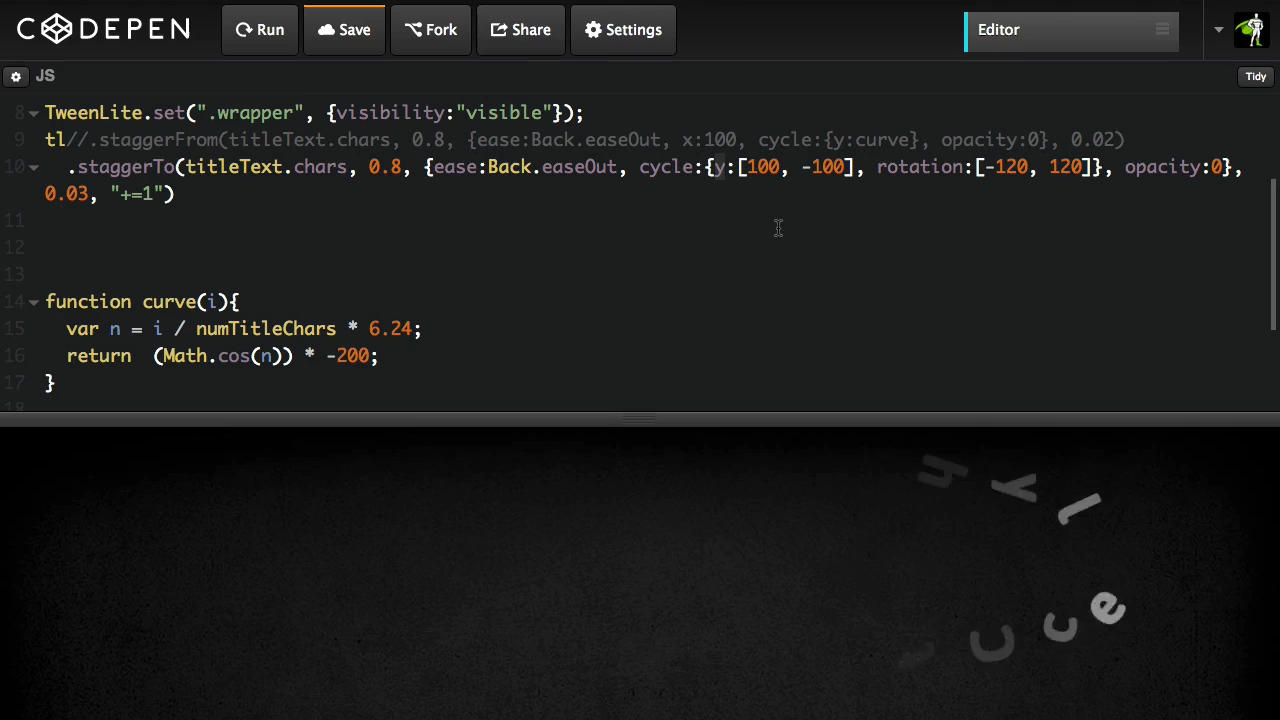 CODEPEN
Run
Save
Fork
Share
Settings
Editor
JS
Tidy
8 TweenLite.set(".wrapper", {visibility:"visible"});
9 tl//.staggerFrom(titleText.chars, 0.8, {ease:Back.easeOut, x:100, cycle:{y:curve}, opacity:0}, 0.02)
10 .staggerTo(titleText.chars, 0.8, {ease:Back.easeOut, cycle:{y:[100, -100], rotation:[-120, 120]}, opacity:0},
0.03, "+=1")
11
12
13
14 function curve(i){
15 var n = i / numTitleChars * 6.24;
16 return (Math.cos(n)) * -200;
17 }
18
h y l
C c e